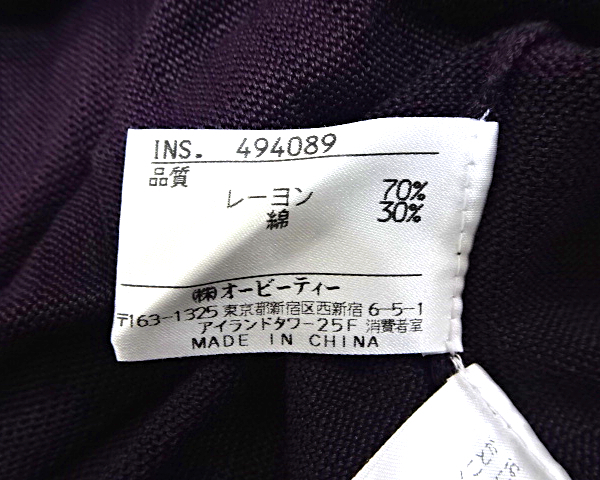 INS. 494089
品質
レーヨン 70%
綿 30%
㈱オービーティー
〒163-1325 東京都新宿区西新宿 6-5-1
アイランドタワー25F 消費者室
MADE IN CHINA